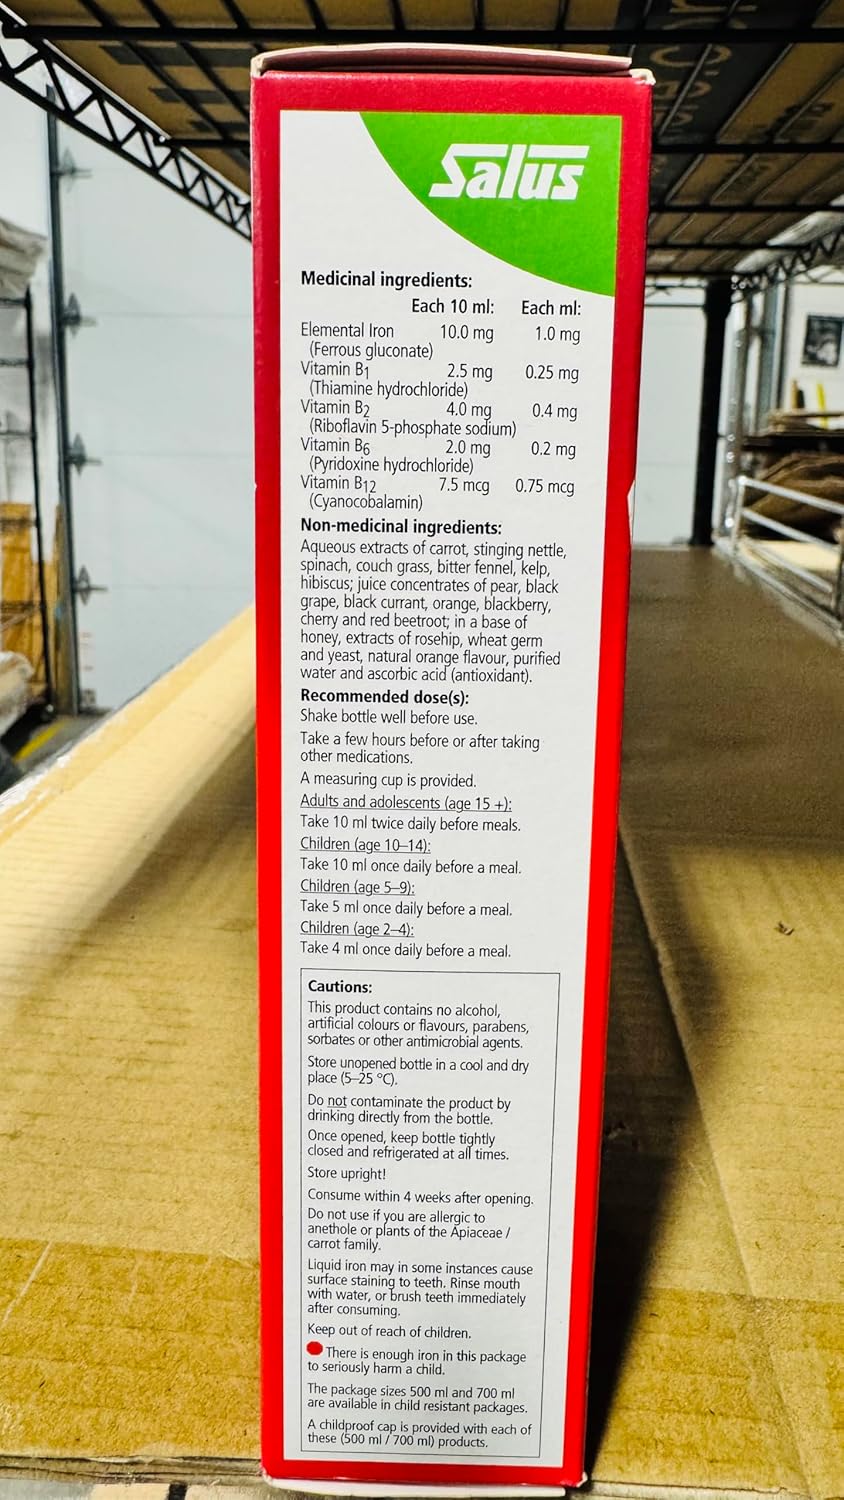 Salus
Medicinal ingredients:
Each 10 ml: Each ml:
Elemental Iron 10.0 mg 1.0 mg
(Ferrous gluconate)
Vitamin B1 2.5 mg 0.25 mg
(Thiamine hydrochloride)
Vitamin B2 4.0 mg 0.4 mg
(Riboflavin 5-phosphate sodium)
Vitamin B6 2.0 mg 0.2 mg
(Pyridoxine hydrochloride)
Vitamin B12 7.5 mcg 0.75 mcg
(Cyanocobalamin)
Non-medicinal ingredients:
Aqueous extracts of carrot, stinging nettle,
spinach, couch grass, bitter fennel, kelp,
hibiscus; juice concentrates of pear, black
grape, black currant, orange, blackberry,
cherry and red beetroot; in a base of
honey, extracts of rosehip, wheat germ
and yeast, natural orange flavour, purified
water and ascorbic acid (antioxidant).
Recommended dose(s):
Shake bottle well before use.
Take a few hours before or after taking
other medications.
A measuring cup is provided.
Adults and adolescents (age 15 +):
Take 10 ml twice daily before meals.
Children (age 10–14):
Take 10 ml once daily before a meal.
Children (age 5–9):
Take 5 ml once daily before a meal.
Children (age 2–4):
Take 4 ml once daily before a meal.
Cautions:
This product contains no alcohol,
artificial colours or flavours, parabens,
sorbates or other antimicrobial agents.
Store unopened bottle in a cool and dry
place (5–25 °C).
Do not contaminate the product by
drinking directly from the bottle.
Once opened, keep bottle tightly
closed and refrigerated at all times.
Store upright!
Consume within 4 weeks after opening.
Do not use if you are allergic to
anethole or plants of the Apiaceae /
carrot family.
Liquid iron may in some instances cause
surface staining to teeth. Rinse mouth
with water, or brush teeth immediately
after consuming.
Keep out of reach of children.
There is enough iron in this package
to seriously harm a child.
The package sizes 500 ml and 700 ml
are available in child resistant packages.
A childproof cap is provided with each of
these (500 ml / 700 ml) products.